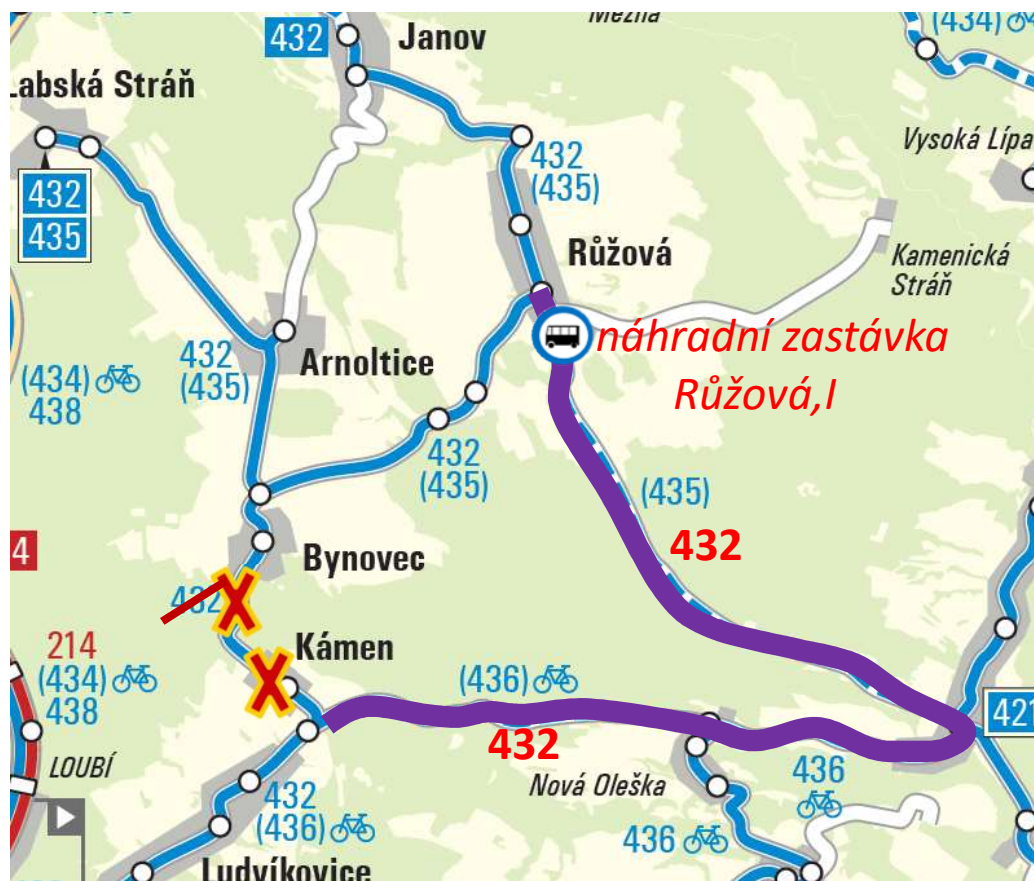 Mezná
(434)
432
Janov
Labská Stráň
432
(435)
Vysoká Lípa
432
435
Růžová
Kamenická
Stráň
náhradní zastávka
Růžová,I
432
(435)
Arnoltice
(434)
438
432
(435)
(435)
432
4
Bynovec
432
214
(434)
438
Kámen
(436)
432
421
LOUBÍ
Nová Oleška
436
432
(436)
436
Ludvíkovice